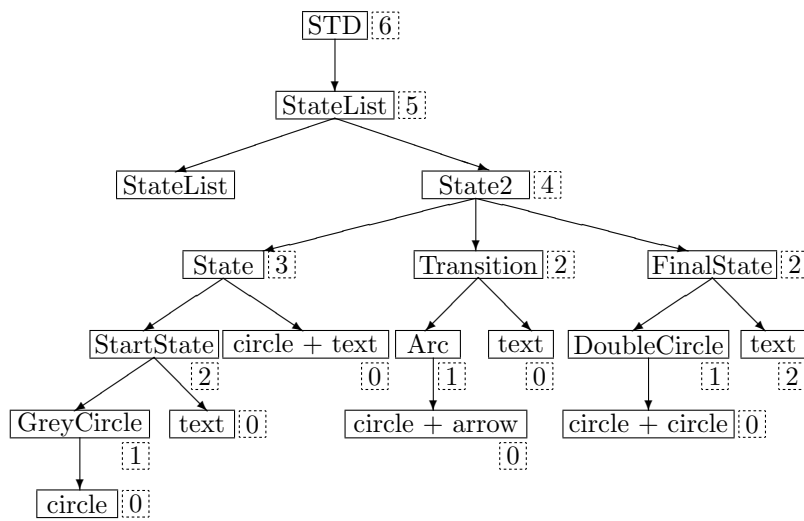 STD 6
StateList 5
StateList
State2 4
State 3
Transition 2
FinalState 2
StartState
circle + text
Arc
text
DoubleCircle
text
2
0
1
0
1
2
GreyCircle
text 0
circle + arrow
circle + circle 0
1
0
circle 0